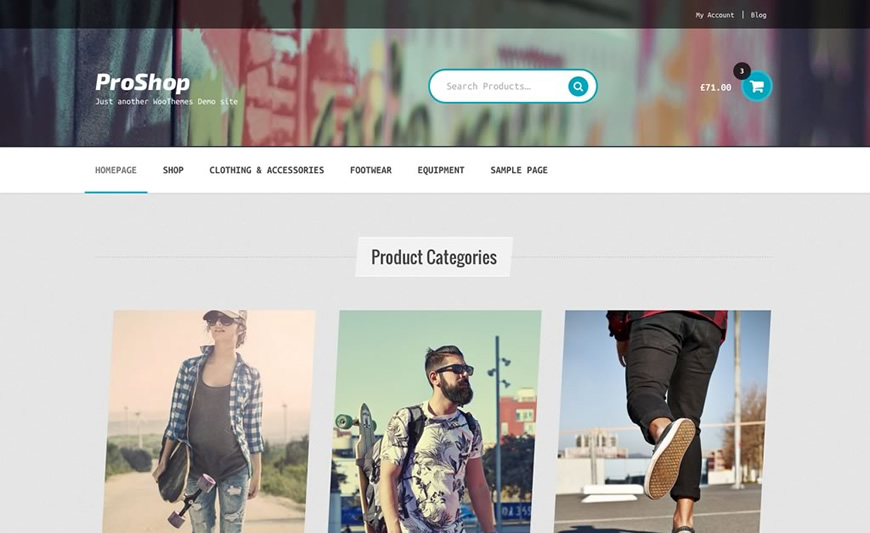 My Account | Blog
ProShop
Just another WooThemes Demo site
Search Products…
£71.00
3
HOMEPAGE SHOP CLOTHING & ACCESSORIES FOOTWEAR EQUIPMENT SAMPLE PAGE
Product Categories